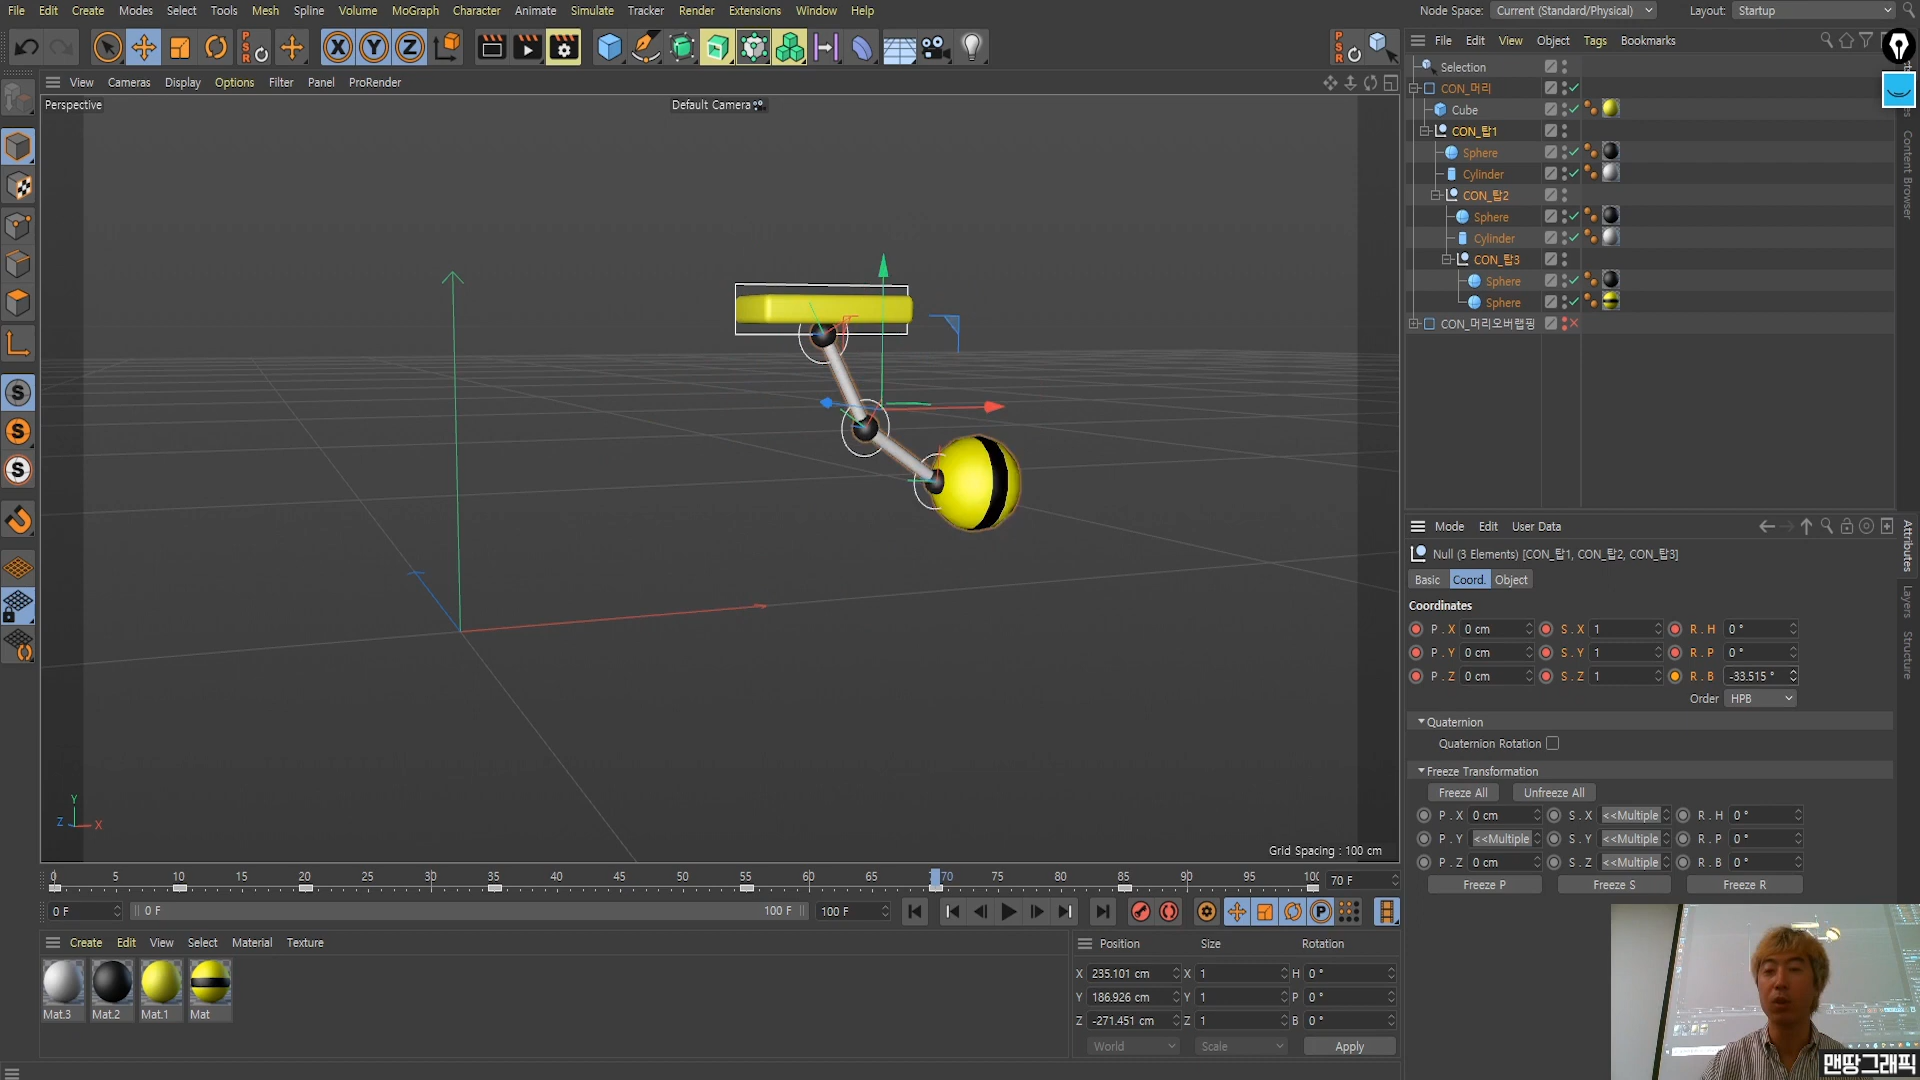 File Edit Create Modes Select Tools Mesh Spline Volume MoGraph Character Animate Simulate Tracker Render Extensions Window Help
Node Space: Current (Standard/Physical) Layout: Startup
PSR X Y Z PSR
File Edit View Object Tags Bookmarks
View Cameras Display Options Filter Panel ProRender
Perspective
Default Camera
Selection
CON_머리
Cube
CON_탑1
Sphere
Cylinder
CON_탑2
Sphere
Cylinder
CON_탑3
Sphere
Sphere
CON_머리오버랩핑
Content Browser
Attributes
Layers
Structure
S
S
S
Mode Edit User Data
Null (3 Elements) [CON_탑1, CON_탑2, CON_탑3]
Basic Coord. Object
Coordinates
P . X 0 cm S . X 1 R . H 0 °
P . Y 0 cm S . Y 1 R . P 0 °
P . Z 0 cm S . Z 1 R . B -33.515 °
Order HPB
Quaternion
Quaternion Rotation
Freeze Transformation
Freeze All Unfreeze All
P . X 0 cm S . X <<Multiple R . H 0 °
P . Y <<Multiple S . Y <<Multiple R . P 0 °
P . Z 0 cm S . Z <<Multiple R . B 0 °
Freeze P Freeze S Freeze R
Y
Z X
Grid Spacing : 100 cm
0 5 10 15 20 25 30 35 40 45 50 55 60 65 70 75 80 85 90 95 100 70 F
0 F 0 F 100 F 100 F
P
Create Edit View Select Material Texture
Mat.3 Mat.2 Mat.1 Mat
Position Size Rotation
X 235.101 cm X 1 H 0 °
Y 186.926 cm Y 1 P 0 °
Z -271.451 cm Z 1 B 0 °
World Scale Apply
맨땅그래픽